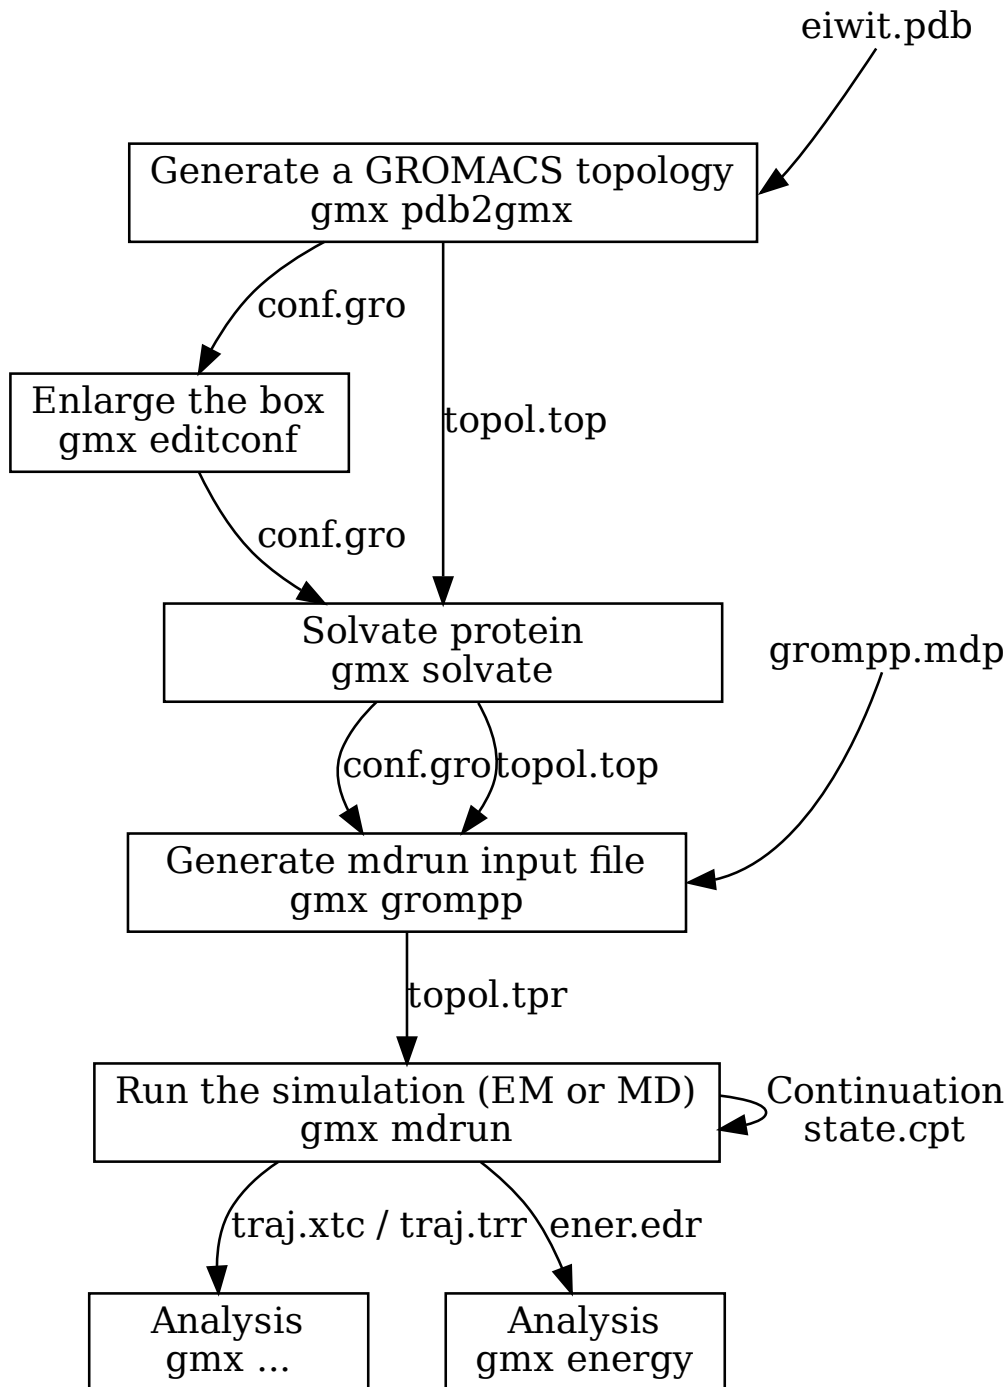 eiwit.pdb
Generate a GROMACS topology
gmx pdb2gmx
conf.gro
Enlarge the box
gmx editconf
topol.top
conf.gro
Solvate protein
gmx solvate
grompp.mdp
conf.gro
topol.top
Generate mdrun input file
gmx grompp
topol.tpr
Run the simulation (EM or MD)
gmx mdrun
Continuation
state.cpt
traj.xtc / traj.trr
ener.edr
Analysis
gmx ...
Analysis
gmx energy